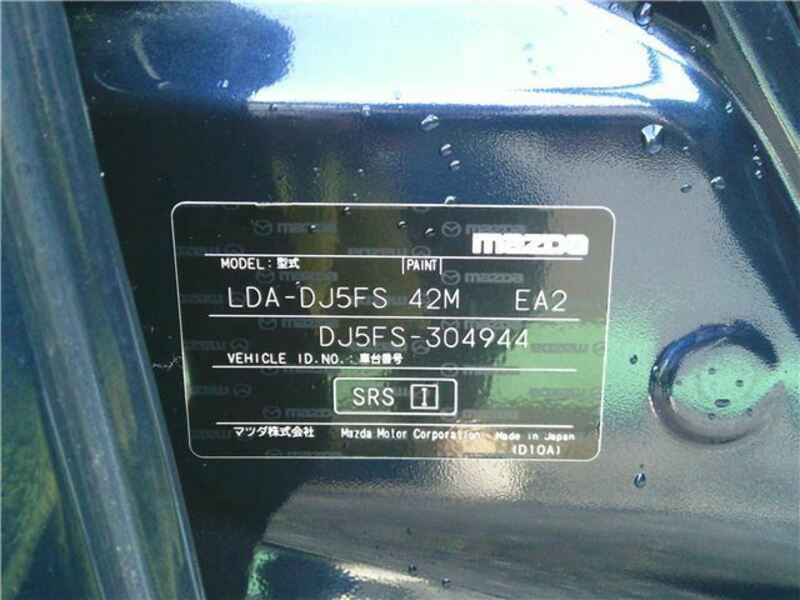 mazda
MODEL: 型式 PAINT
LDA-DJ5FS 42M EA2
DJ5FS-304944
VEHICLE ID.NO.: 車台番号
SRS I
マツダ株式会社 Mazda Motor Corporation Made in Japan
(D10A)